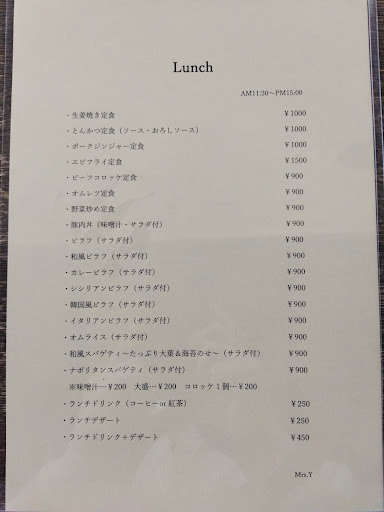 Lunch
AM11:30～PM15:00
・生姜焼き定食 ¥1000
・とんかつ定食（ソース・おろしソース） ¥1000
・ポークジンジャー定食 ¥1000
・エビフライ定食 ¥1500
・ビーフコロッケ定食 ¥900
・オムレツ定食 ¥900
・野菜炒め定食 ¥900
・豚肉丼（味噌汁・サラダ付） ¥900
・ピラフ（サラダ付） ¥900
・和風ピラフ（サラダ付） ¥900
・カレーピラフ（サラダ付） ¥900
・シシリアンピラフ（サラダ付） ¥900
・韓国風ピラフ（サラダ付） ¥900
・イタリアンピラフ（サラダ付） ¥900
・オムライス（サラダ付） ¥900
・和風スパゲティ～たっぷり大葉＆海苔のせ～（サラダ付） ¥900
・ナポリタンスパゲティ（サラダ付） ¥900
※味噌汁…¥200 大盛…¥200 コロッケ1個…¥200
・ランチドリンク（コーヒーor紅茶） ¥250
・ランチデザート ¥250
・ランチドリンク＋デザート ¥450
Mrs.Y